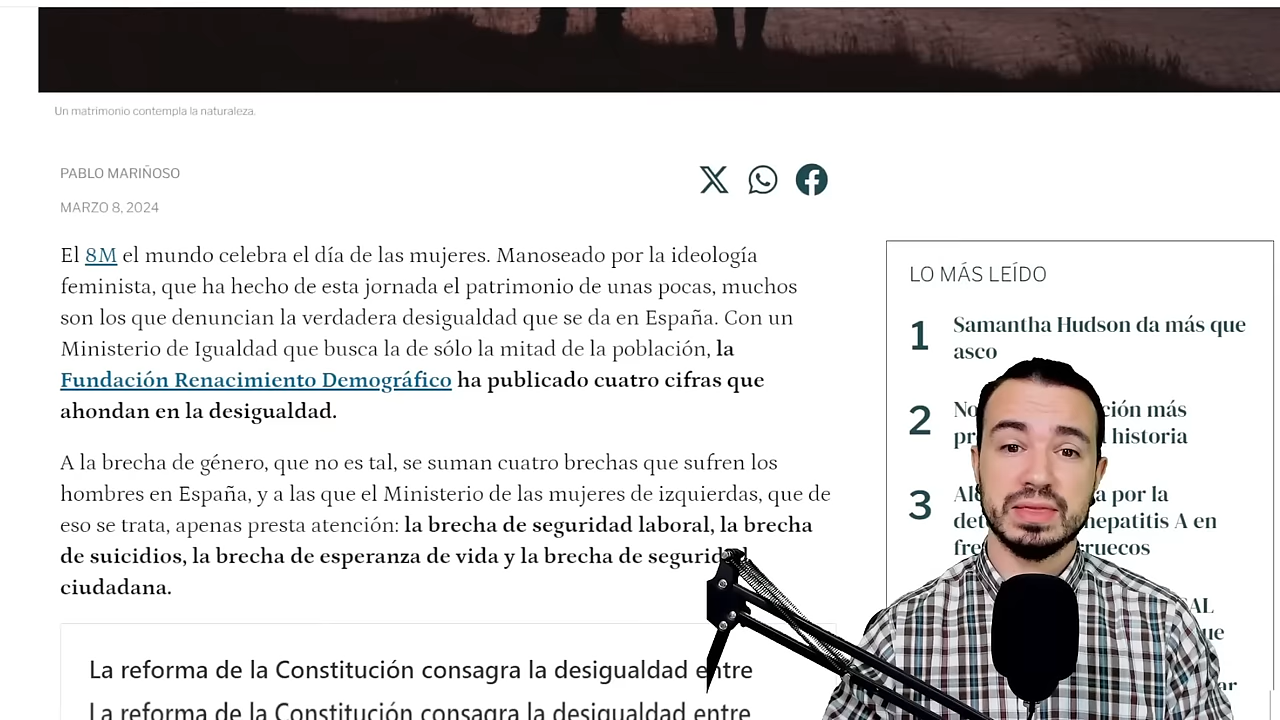 Un matrimonio contempla la naturaleza.
PABLO MARIÑOSO
MARZO 8, 2024
El 8M el mundo celebra el día de las mujeres. Manoseado por la ideología
feminista, que ha hecho de esta jornada el patrimonio de unas pocas, muchos
son los que denuncian la verdadera desigualdad que se da en España. Con un
Ministerio de Igualdad que busca la de sólo la mitad de la población, la
Fundación Renacimiento Demográfico ha publicado cuatro cifras que
ahondan en la desigualdad.
A la brecha de género, que no es tal, se suman cuatro brechas que sufren los
hombres en España, y a las que el Ministerio de las mujeres de izquierdas, que de
eso se trata, apenas presta atención: la brecha de seguridad laboral, la brecha
de suicidios, la brecha de esperanza de vida y la brecha de seguridad
ciudadana.
La reforma de la Constitución consagra la desigualdad entre
La reforma de la Constitución consagra la desigualdad entre
LO MÁS LEÍDO
1 Samantha Hudson da más que
asco
2 ción más
historia
3 a por la
hepatitis A en